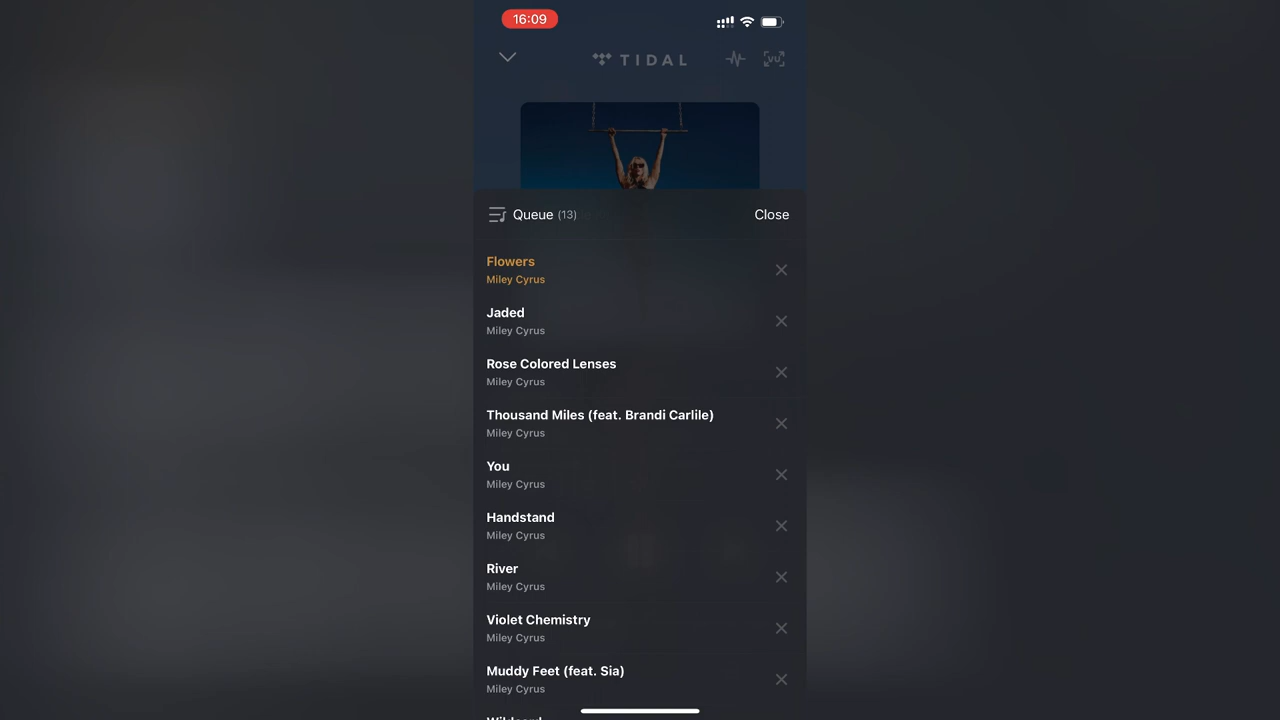 16:09
TIDAL
Queue (13)
Close
Flowers
Miley Cyrus
Jaded
Miley Cyrus
Rose Colored Lenses
Miley Cyrus
Thousand Miles (feat. Brandi Carlile)
Miley Cyrus
You
Miley Cyrus
Handstand
Miley Cyrus
River
Miley Cyrus
Violet Chemistry
Miley Cyrus
Muddy Feet (feat. Sia)
Miley Cyrus